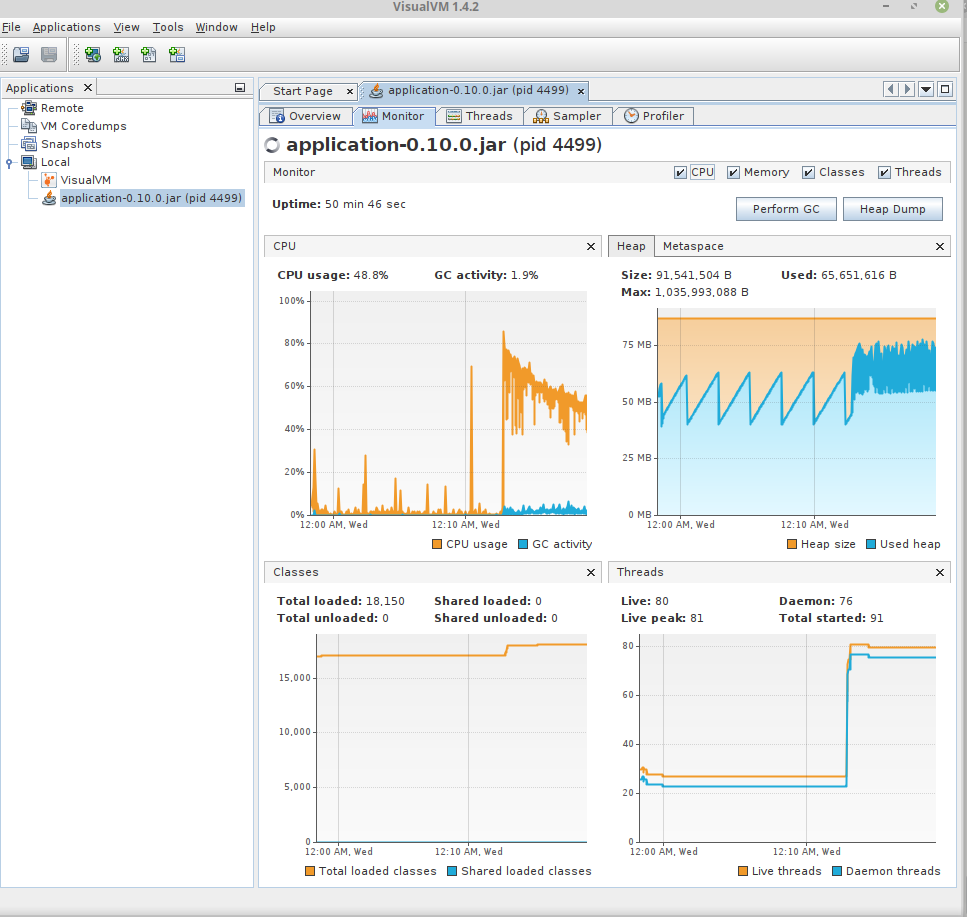 VisualVM 1.4.2
File Applications View Tools Window Help
Applications
Remote
VM Coredumps
Snapshots
Local
VisualVM
application-0.10.0.jar (pid 4499)
Start Page application-0.10.0.jar (pid 4499)
Overview Monitor Threads Sampler Profiler
application-0.10.0.jar (pid 4499)
Monitor CPU Memory Classes Threads
Uptime: 50 min 46 sec
Perform GC Heap Dump
CPU
CPU usage: 48.8% GC activity: 1.9%
100%
80%
60%
40%
20%
0%
12:00 AM, Wed 12:10 AM, Wed
CPU usage GC activity
Heap Metaspace
Size: 91,541,504 B Used: 65,651,616 B
Max: 1,035,993,088 B
75 MB
50 MB
25 MB
0 MB
12:00 AM, Wed 12:10 AM, Wed
Heap size Used heap
Classes
Total loaded: 18,150 Shared loaded: 0
Total unloaded: 0 Shared unloaded: 0
15,000
10,000
5,000
0
12:00 AM, Wed 12:10 AM, Wed
Total loaded classes Shared loaded classes
Threads
Live: 80 Daemon: 76
Live peak: 81 Total started: 91
80
60
40
20
0
12:00 AM, Wed 12:10 AM, Wed
Live threads Daemon threads